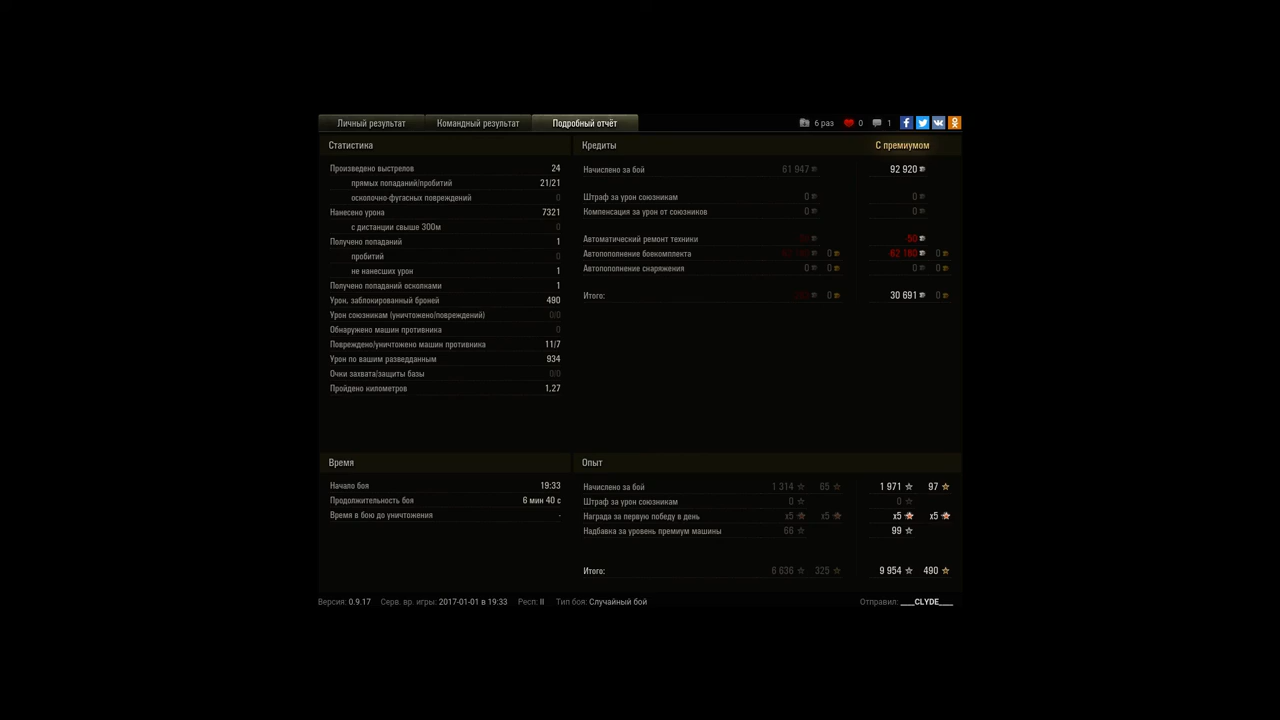 Личный результат Командный результат Подробный отчёт 6 раз 0 1
Статистика
Произведено выстрелов 24
прямых попаданий/пробитий 21/21
осколочно-фугасных повреждений 0
Нанесено урона 7321
с дистанции свыше 300м 0
Получено попаданий 1
пробитий 0
не нанесших урон 1
Получено попаданий осколками 1
Урон, заблокированный броней 490
Урон союзникам (уничтожено/повреждений) 0/0
Обнаружено машин противника 0
Повреждено/уничтожено машин противника 11/7
Урон по вашим разведданным 934
Очки захвата/защиты базы 0/0
Пройдено километров 1,27
Кредиты С премиумом
Начислено за бой 61 947 92 920
Штраф за урон союзникам 0 0
Компенсация за урон от союзников 0 0
Автоматический ремонт техники -50
Автопополнение боекомплекта 0 0
Автопополнение снаряжения 0 0 0 0
Итого: 0 30 691 0
Время
Начало боя 19:33
Продолжительность боя 6 мин 40 с
Время в бою до уничтожения -
Опыт
Начислено за бой 1 314 65 1 971 97
Штраф за урон союзникам 0 0
Награда за первую победу в день x5 x5 x5 x5
Надбавка за уровень премиум машины 66 99
Итого: 6 636 325 9 954 490
Версия: 0.9.17 Серв. вр. игры: 2017-01-01 в 19:33 Респ: II Тип боя: Случайный бой Отправил: ___CLYDE___